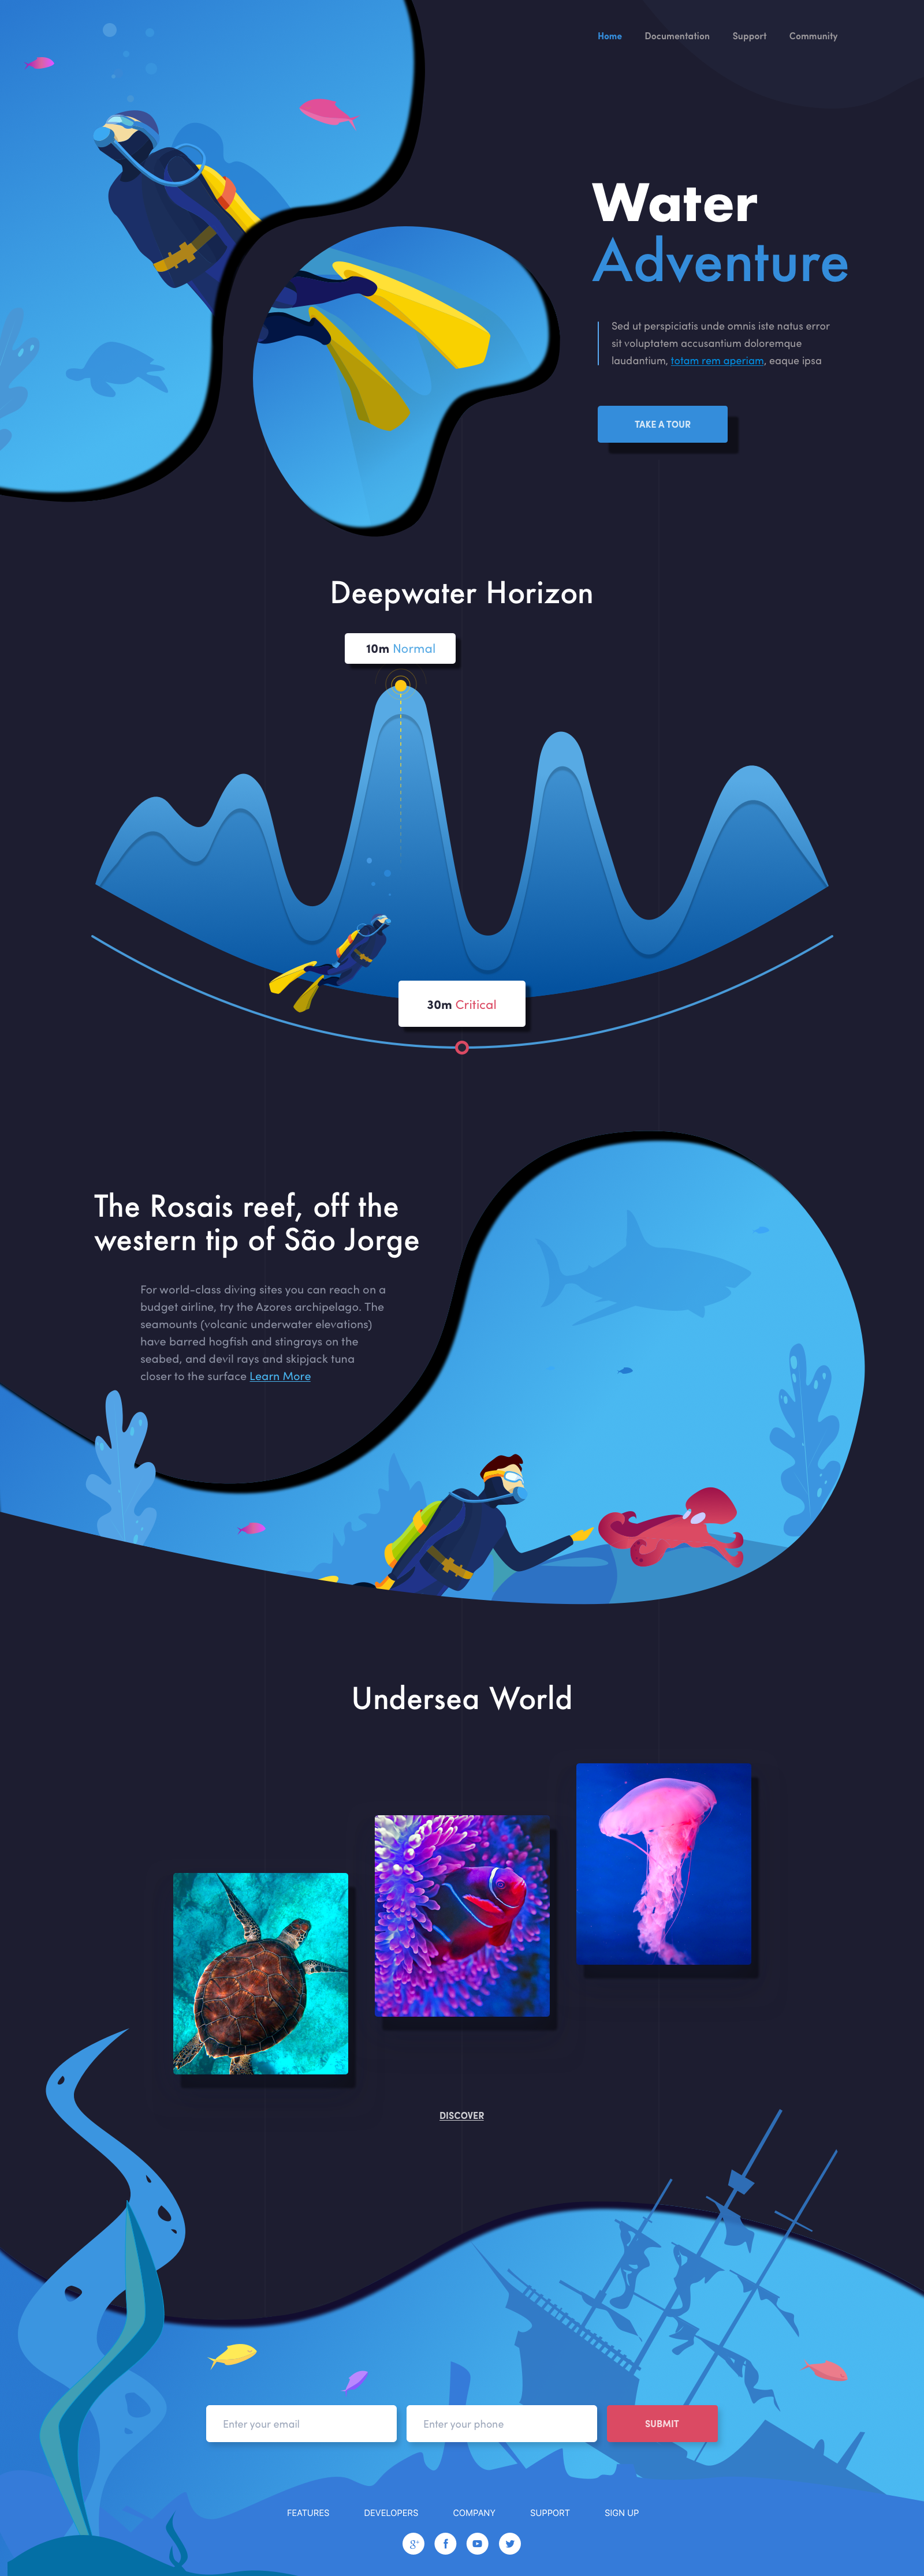 Home Documentation Support Community
Water
Adventure
Sed ut perspiciatis unde omnis iste natus error
sit voluptatem accusantium doloremque
laudantium, totam rem aperiam, eaque ipsa
TAKE A TOUR
Deepwater Horizon
10m Normal
30m Critical
The Rosais reef, off the
western tip of São Jorge
For world-class diving sites you can reach on a
budget airline, try the Azores archipelago. The
seamounts (volcanic underwater elevations)
have barred hogfish and stingrays on the
seabed, and devil rays and skipjack tuna
closer to the surface Learn More
Undersea World
DISCOVER
Enter your email Enter your phone SUBMIT
FEATURES DEVELOPERS COMPANY SUPPORT SIGN UP